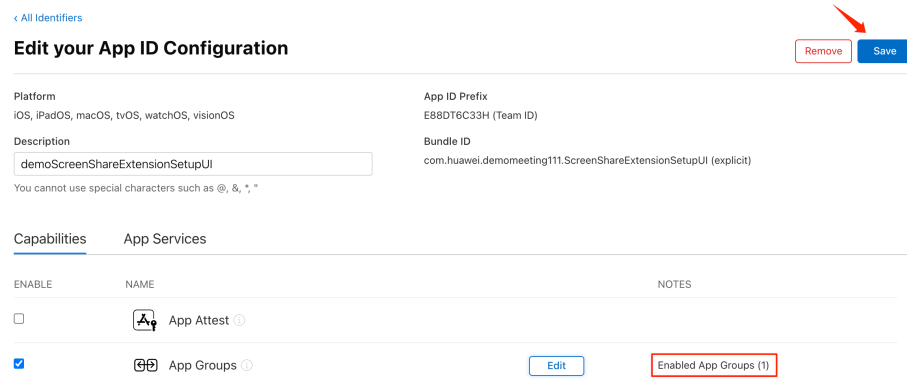 ‹ All Identifiers
Edit your App ID Configuration
Remove
Save
Platform
iOS, iPadOS, macOS, tvOS, watchOS, visionOS
App ID Prefix
E88DT6C33H (Team ID)
Description
demoScreenShareExtensionSetupUI
You cannot use special characters such as @, &, *, "
Bundle ID
com.huawei.demomeeting111.ScreenShareExtensionSetupUI (explicit)
Capabilities
App Services
ENABLE NAME NOTES
App Attest
App Groups Edit Enabled App Groups (1)